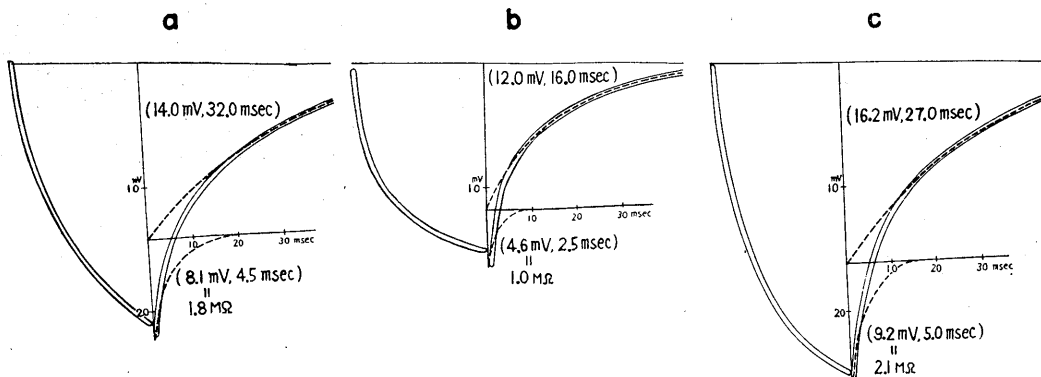 a
(14.0 mV, 32.0 msec)
mV
10
10 20 30 msec
(8.1 mV, 4.5 msec)
=
1.8 MΩ
20
b
(12.0 mV, 16.0 msec)
mV
10
10 20 30 msec
(4.6 mV, 2.5 msec)
=
1.0 MΩ
c
(16.2 mV, 27.0 msec)
mV
10
10 20 30 msec
20
(9.2 mV, 5.0 msec)
=
2.1 MΩ